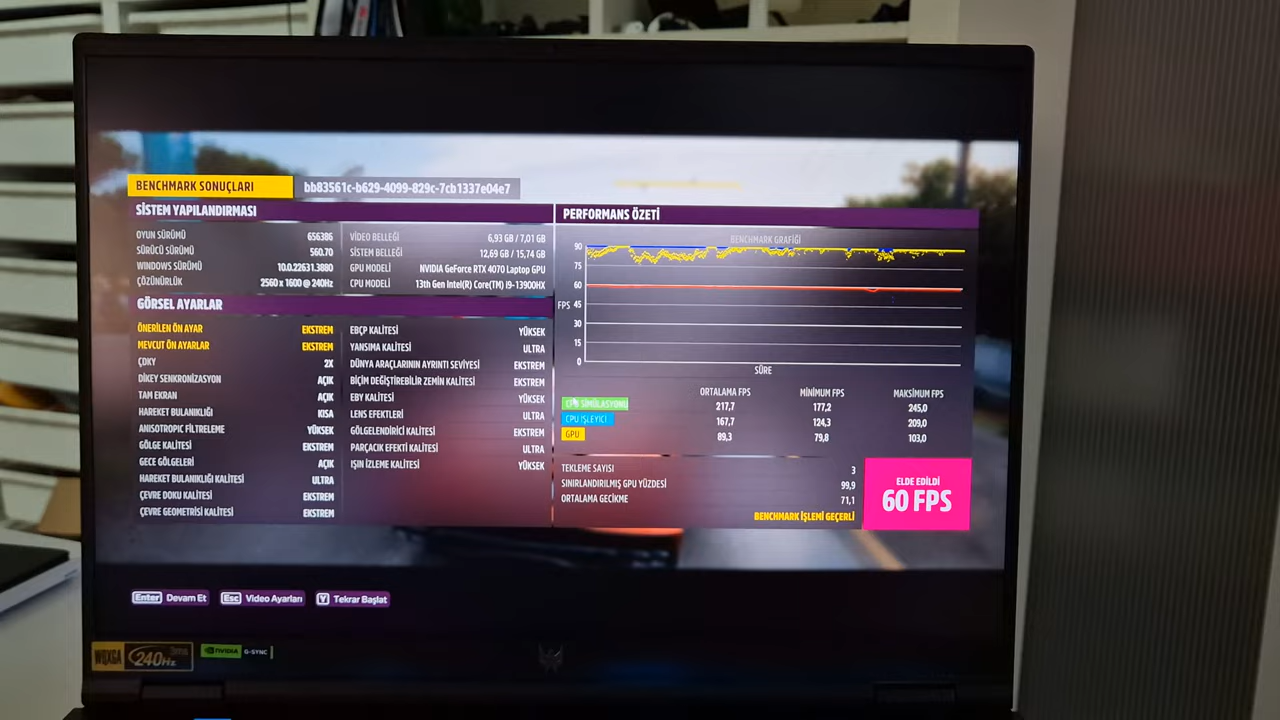 BENCHMARK SONUÇLARI
bb83561c-b629-4099-829c-7cb1337e04e7
SİSTEM YAPILANDIRMASI
OYUN SÜRÜMÜ 656386
SÜRÜCÜ SÜRÜMÜ 560.70
WINDOWS SÜRÜMÜ 10.0.22631.3880
ÇÖZÜNÜRLÜK 2560 x 1600 @ 240Hz
VİDEO BELLEĞİ 6,93 GB / 7,01 GB
SİSTEM BELLEĞİ 12,69 GB / 15,74 GB
GPU MODELİ NVIDIA GeForce RTX 4070 Laptop GPU
CPU MODELİ 13th Gen Intel(R) Core(TM) i9-13900HX
GÖRSEL AYARLAR
ÖNERİLEN ÖN AYAR EKSTREM
MEVCUT ÖN AYARLAR EKSTREM
ÇDKY 2X
DİKEY SENKRONİZASYON AÇIK
TAM EKRAN AÇIK
HAREKET BULANIKLIĞI KISA
ANISOTROPIC FİLTRELEME YÜKSEK
GÖLGE KALİTESİ EKSTREM
GECE GÖLGELERİ AÇIK
HAREKET BULANIKLIĞI KALİTESİ ULTRA
ÇEVRE DOKU KALİTESİ EKSTREM
ÇEVRE GEOMETRİSİ KALİTESİ EKSTREM
EBÇP KALİTESİ YÜKSEK
YANSIMA KALİTESİ ULTRA
DÜNYA ARAÇLARININ AYRINTI SEVİYESİ EKSTREM
BİÇİM DEĞİŞTİREBİLİR ZEMİN KALİTESİ EKSTREM
EBY KALİTESİ YÜKSEK
LENS EFEKTLERİ ULTRA
GÖLGELENDİRİCİ KALİTESİ EKSTREM
PARÇACIK EFEKTİ KALİTESİ ULTRA
IŞIN İZLEME KALİTESİ YÜKSEK
PERFORMANS ÖZETİ
BENCHMARK GRAFİĞİ
90
75
60
FPS 45
30
15
0
SÜRE
ORTALAMA FPS MİNİMUM FPS MAKSİMUM FPS
CPU SİMÜLASYONU 217,7 177,2 245,0
CPU İŞLEYİCİ 167,7 124,3 209,0
GPU 89,3 79,8 103,0
TEKLEME SAYISI 3
SINIRLANDIRILMIŞ GPU YÜZDESİ 99,9
ORTALAMA GECİKME 71,1
BENCHMARK İŞLEMİ GEÇERLİ
ELDE EDİLDİ
60 FPS
Enter Devam Et Esc Video Ayarları Y Tekrar Başlat
WQXGA 240Hz 3ms NVIDIA G-SYNC